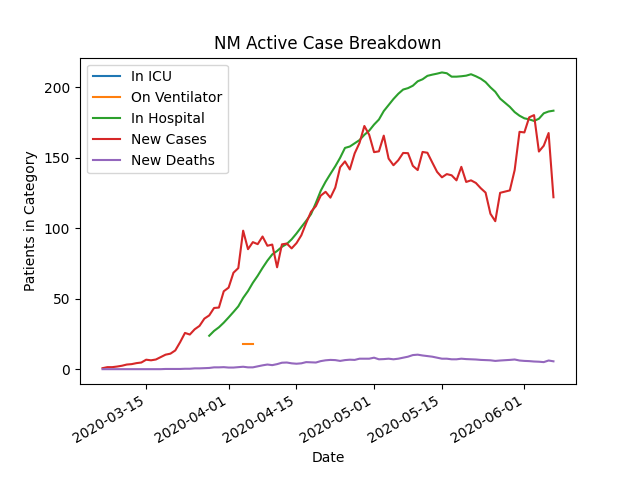 NM Active Case Breakdown
In ICU
On Ventilator
In Hospital
New Cases
New Deaths
Patients in Category
200
150
100
50
0
2020-03-15
2020-04-01
2020-04-15
2020-05-01
2020-05-15
2020-06-01
Date